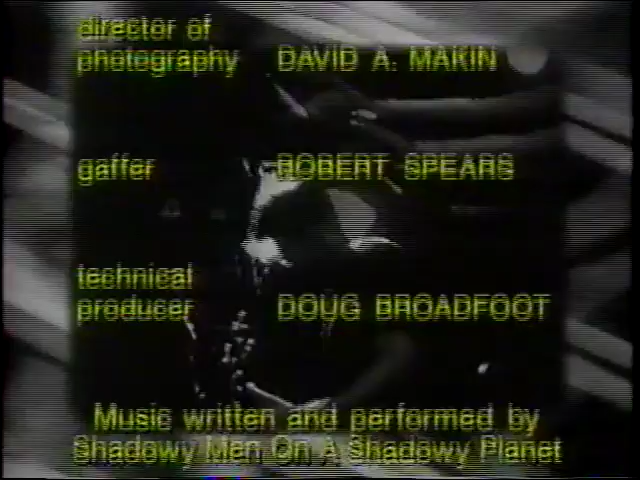 director of
photography DAVID A. MAKIN
gaffer ROBERT SPEARS
technical
producer DOUG BROADFOOT
Music written and performed by
Shadowy Men On A Shadowy Planet